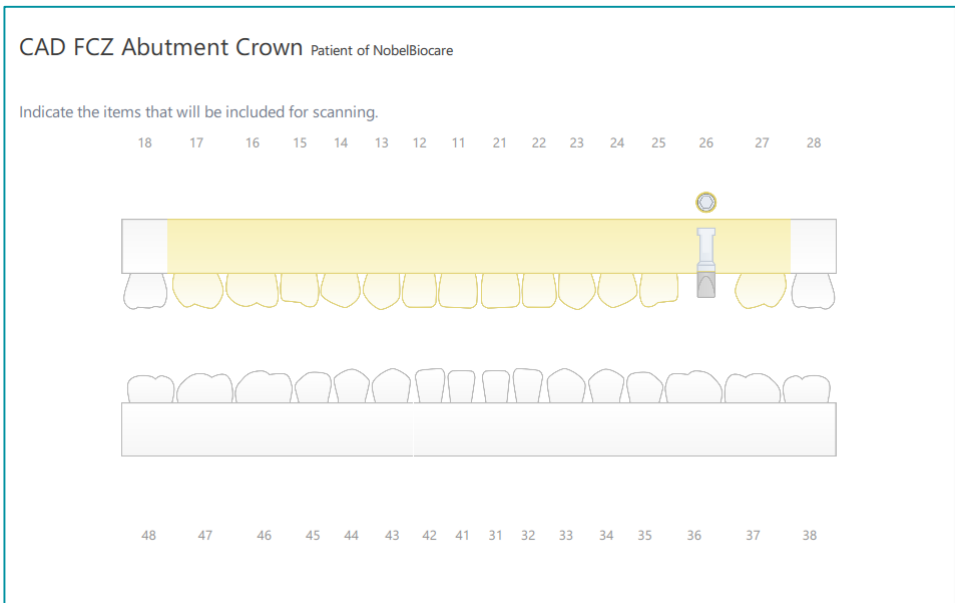 CAD FCZ Abutment Crown Patient of NobelBiocare
Indicate the items that will be included for scanning.
18 17 16 15 14 13 12 11 21 22 23 24 25 26 27 28
48 47 46 45 44 43 42 41 31 32 33 34 35 36 37 38